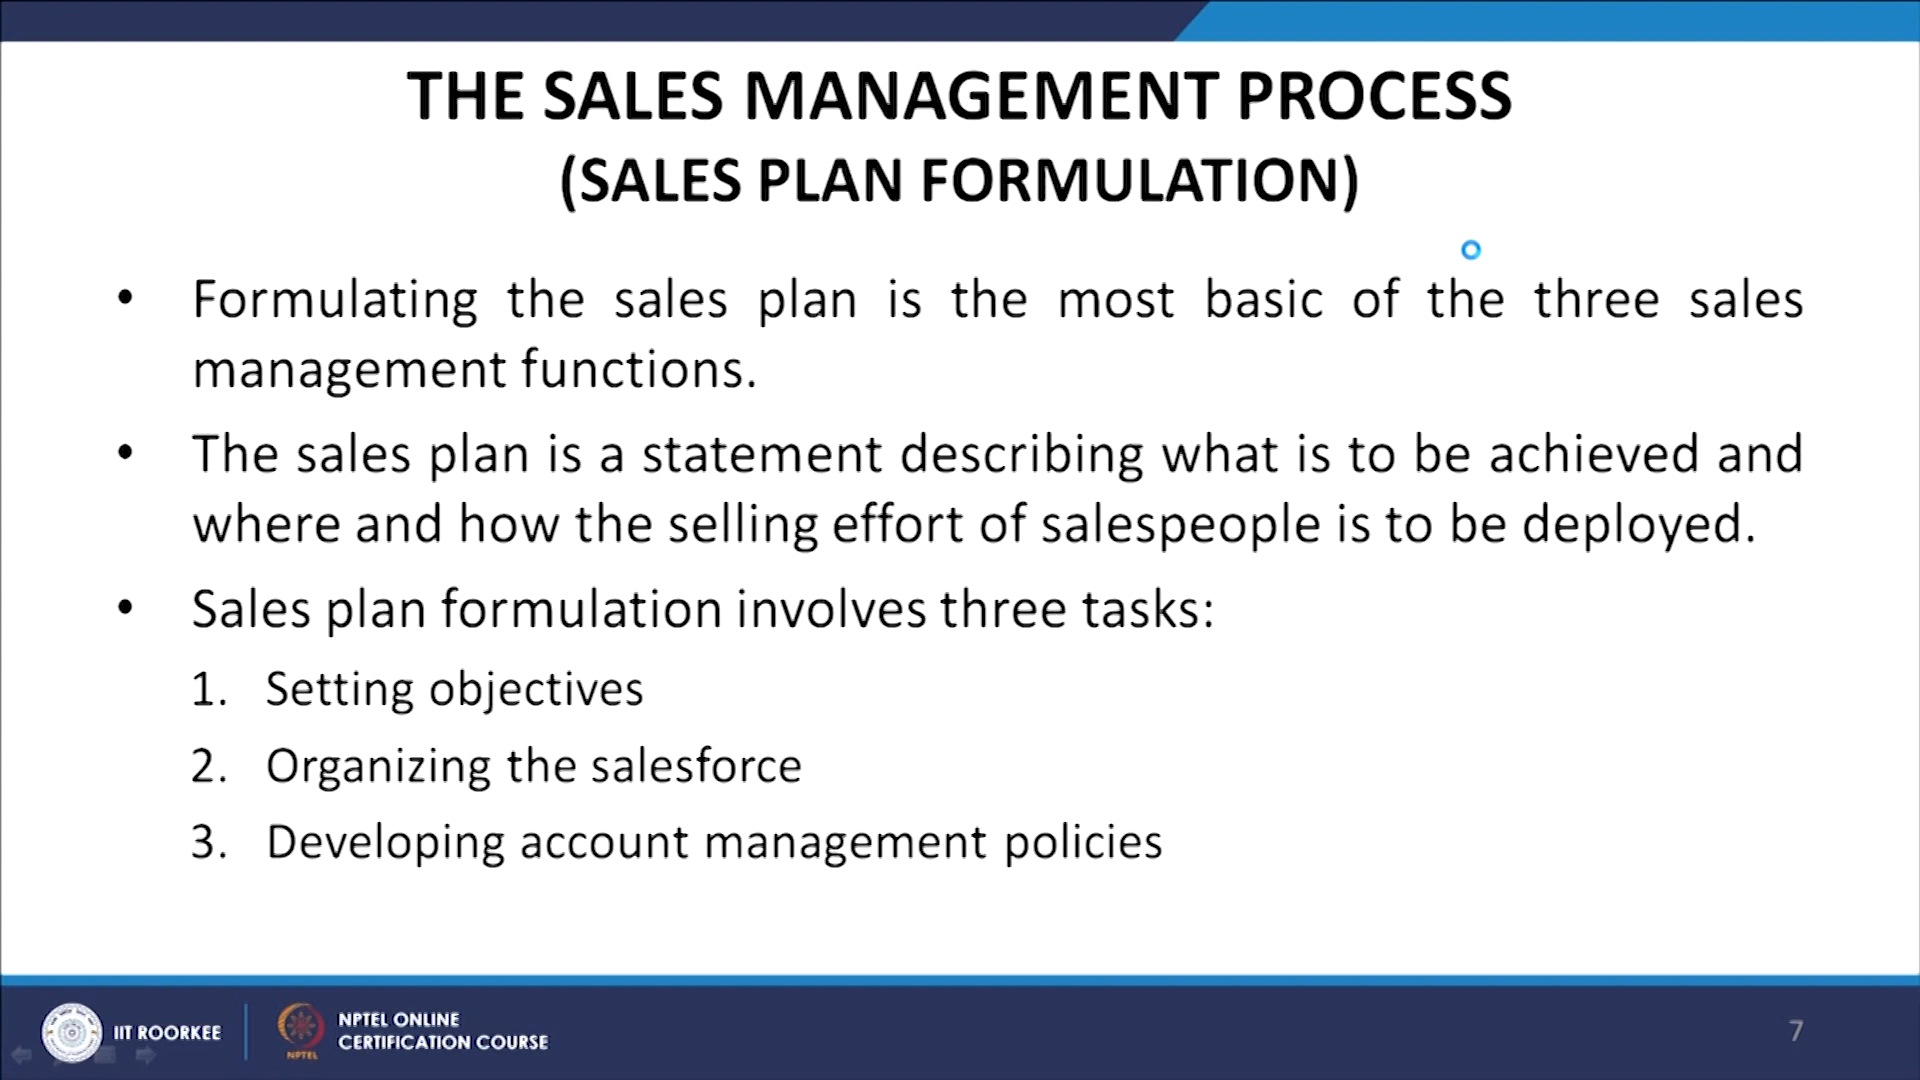 THE SALES MANAGEMENT PROCESS
(SALES PLAN FORMULATION)
• Formulating the sales plan is the most basic of the three sales
management functions.
• The sales plan is a statement describing what is to be achieved and
where and how the selling effort of salespeople is to be deployed.
• Sales plan formulation involves three tasks:
1. Setting objectives
2. Organizing the salesforce
3. Developing account management policies
IIT ROORKEE
NPTEL
NPTEL ONLINE
CERTIFICATION COURSE
7